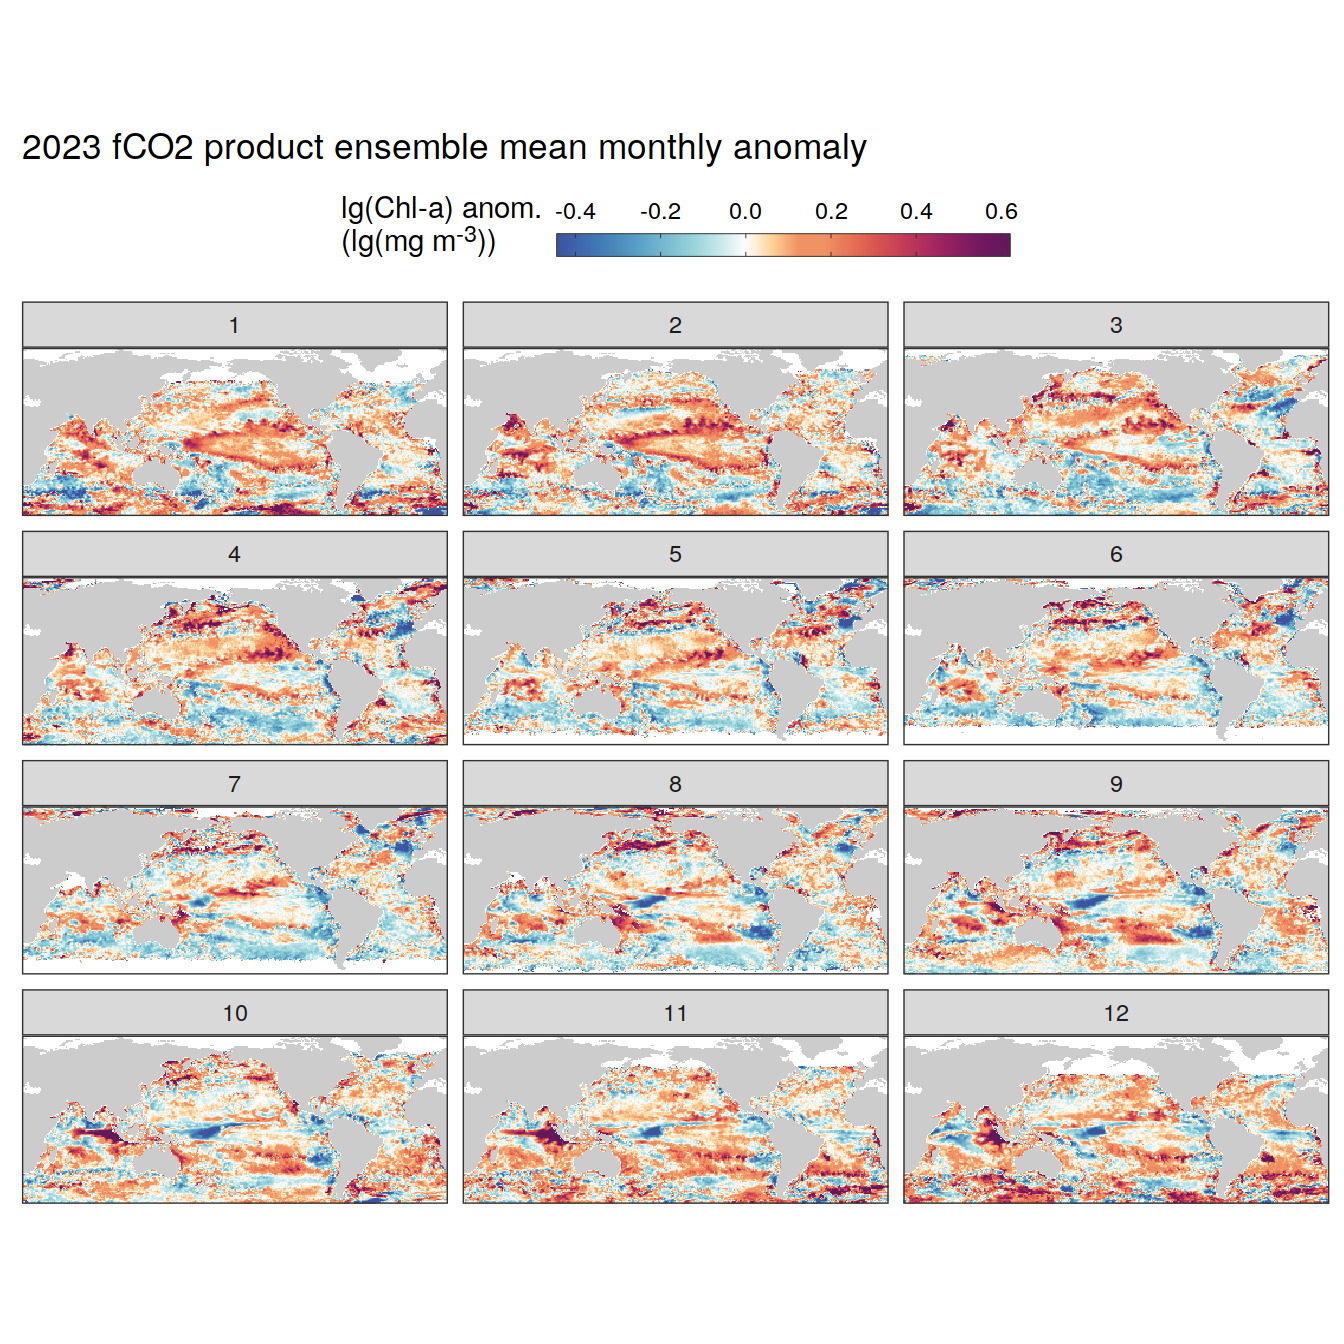 2023 fCO2 product ensemble mean monthly anomaly
lg(Chl-a) anom.
(lg(mg m-3))
-0.4 -0.2 0.0 0.2 0.4 0.6
1 2 3
4 5 6
7 8 9
10 11 12